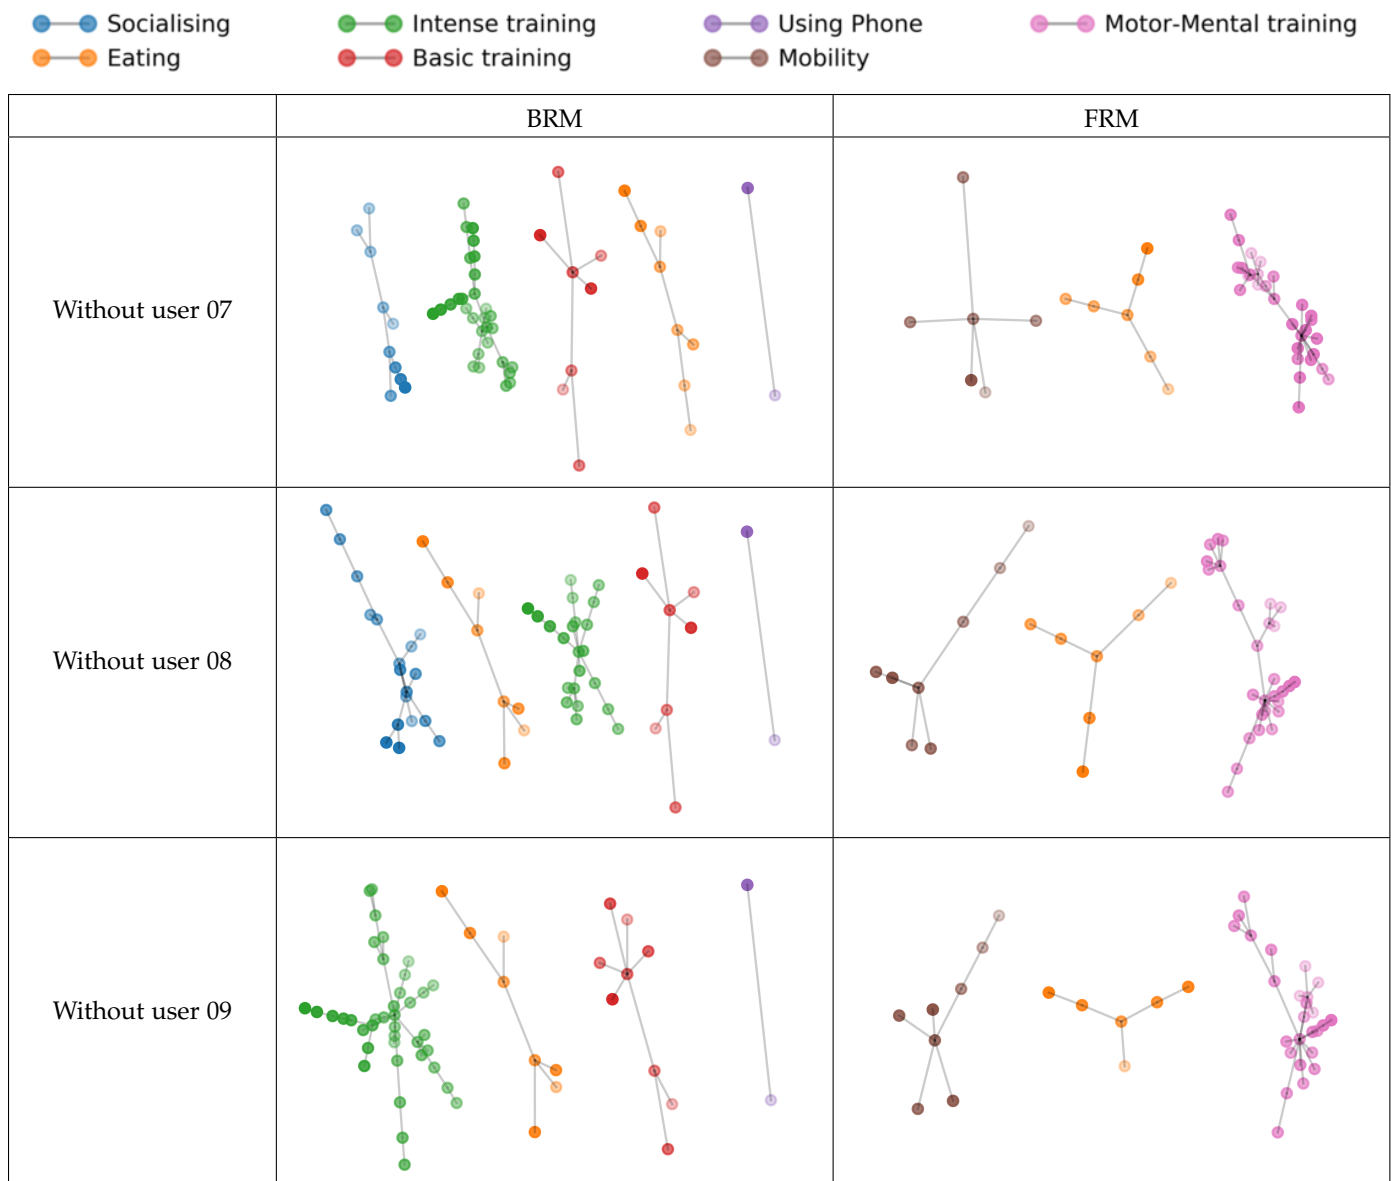 Socialising Intense training Using Phone Motor-Mental training
Eating Basic training Mobility
BRM FRM
Without user 07
Without user 08
Without user 09